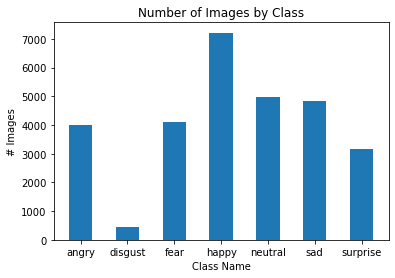 Number of Images by Class
# Images
7000
6000
5000
4000
3000
2000
1000
0
angry disgust fear happy neutral sad surprise
Class Name